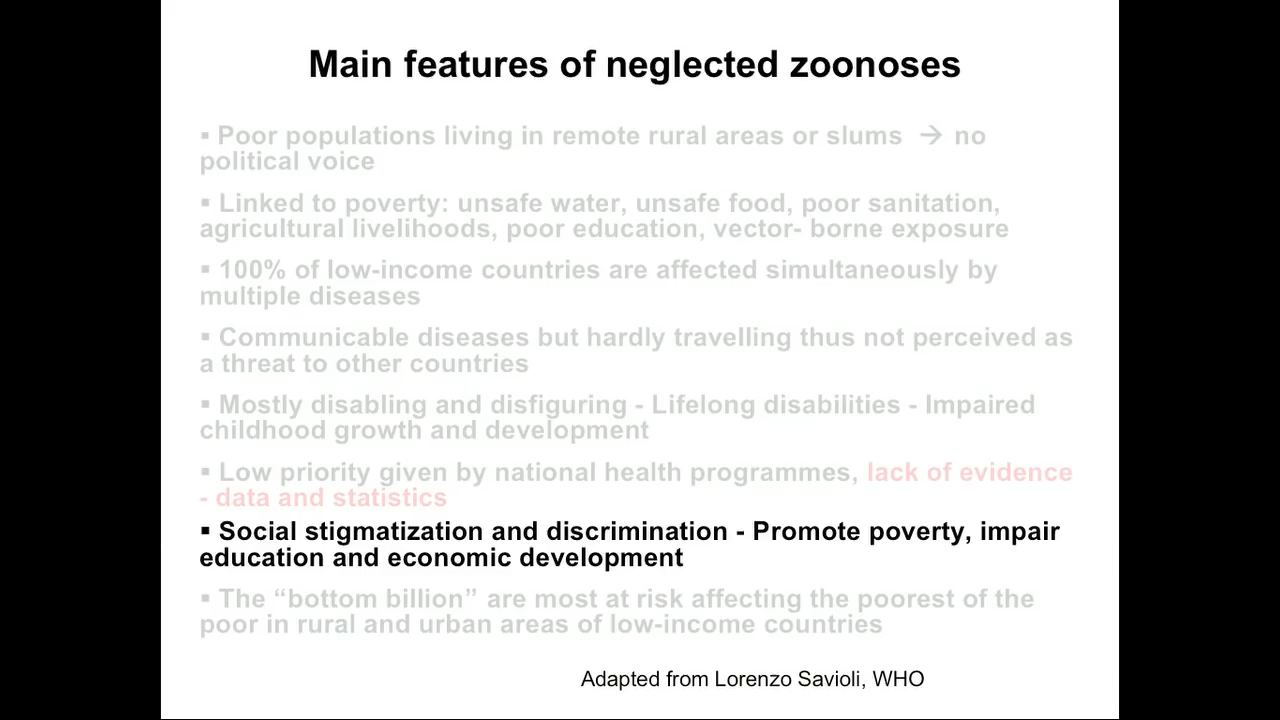 Main features of neglected zoonoses
▪ Poor populations living in remote rural areas or slums → no
political voice
▪ Linked to poverty: unsafe water, unsafe food, poor sanitation,
agricultural livelihoods, poor education, vector- borne exposure
▪ 100% of low-income countries are affected simultaneously by
multiple diseases
▪ Communicable diseases but hardly travelling thus not perceived as
a threat to other countries
▪ Mostly disabling and disfiguring - Lifelong disabilities - Impaired
childhood growth and development
▪ Low priority given by national health programmes, lack of evidence
- data and statistics
▪ Social stigmatization and discrimination - Promote poverty, impair
education and economic development
▪ The “bottom billion” are most at risk affecting the poorest of the
poor in rural and urban areas of low-income countries
Adapted from Lorenzo Savioli, WHO